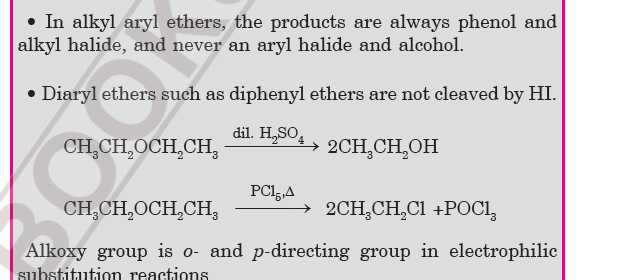 • In alkyl aryl ethers, the products are always phenol and
alkyl halide, and never an aryl halide and alcohol.
• Diaryl ethers such as diphenyl ethers are not cleaved by HI.
CH₃CH₂OCH₂CH₃ dil. H₂SO₄ → 2CH₃CH₂OH
CH₃CH₂OCH₂CH₃ PCl₅,Δ → 2CH₃CH₂Cl +POCl₃
Alkoxy group is o- and p-directing group in electrophilic
substitution reactions
BOOK